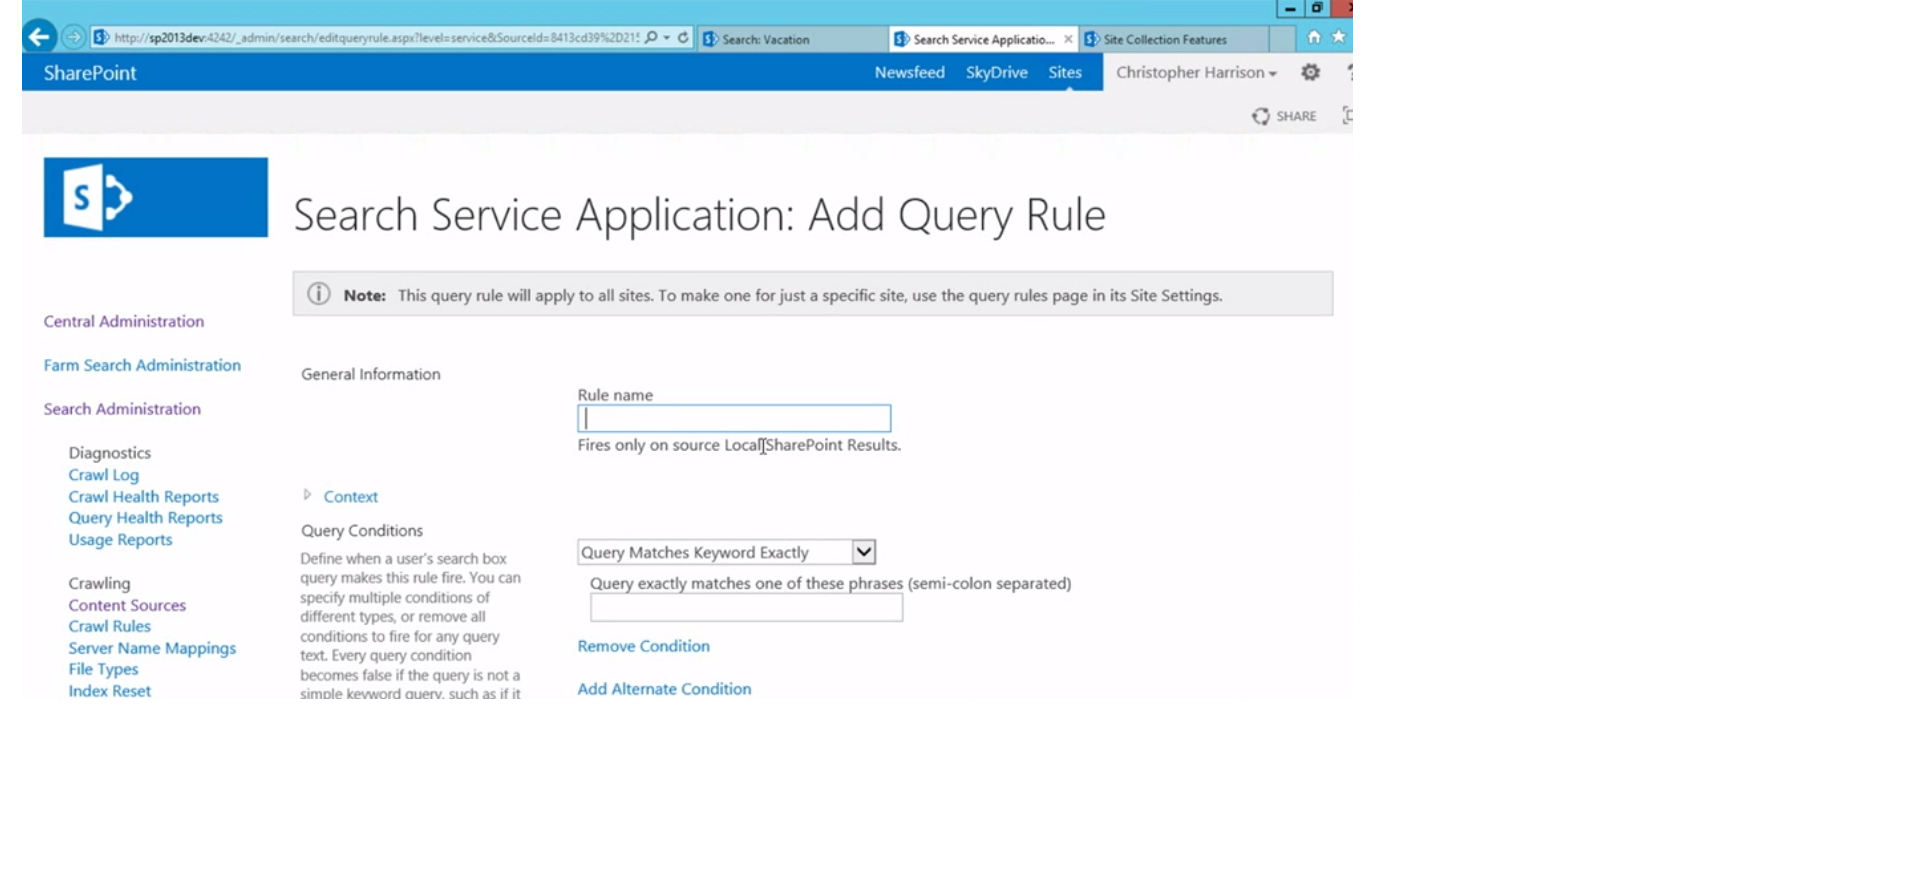 http://sp2013dev:4242/_admin/search/editqueryrule.aspx?level=service&SourceId=8413cd39%2D215
Search: Vacation
Search Service Applicatio...
Site Collection Features
SharePoint
Newsfeed
SkyDrive
Sites
Christopher Harrison
SHARE
Search Service Application: Add Query Rule
Note: This query rule will apply to all sites. To make one for just a specific site, use the query rules page in its Site Settings.
Central Administration
Farm Search Administration
Search Administration
Diagnostics
Crawl Log
Crawl Health Reports
Query Health Reports
Usage Reports
Crawling
Content Sources
Crawl Rules
Server Name Mappings
File Types
Index Reset
General Information
Rule name
Fires only on source Local SharePoint Results.
Context
Query Conditions
Define when a user's search box
query makes this rule fire. You can
specify multiple conditions of
different types, or remove all
conditions to fire for any query
text. Every query condition
becomes false if the query is not a
simple keyword query, such as if it
Query Matches Keyword Exactly
Query exactly matches one of these phrases (semi-colon separated)
Remove Condition
Add Alternate Condition